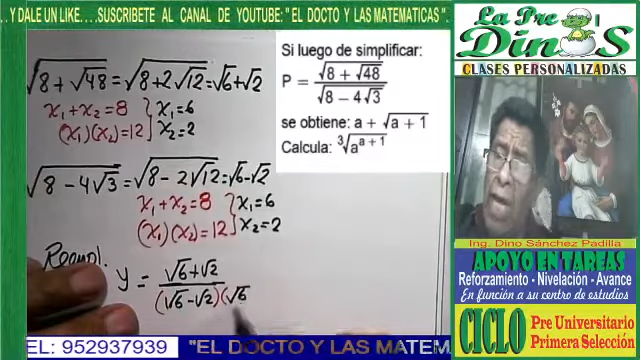 ..Y DALE UN LIKE....SUSCRIBETE AL CANAL DE YOUTUBE:" EL DOCTO Y LAS MATEMATICAS".
La Pre
DinoS
CLASES PERSONALIZADAS
√(8 + √48) = √(8 + 2√12) = √6 + √2
x₁ + x₂ = 8
(x₁)(x₂) = 12
x₁ = 6
x₂ = 2
√(8 - 4√3) = √(8 - 2√12) = √6 - √2
x₁ + x₂ = 8
(x₁)(x₂) = 12
x₁ = 6
x₂ = 2
y = (√6 + √2) / (√6 - √2)(√6
Si luego de simplificar:
P = √(8 + √48) / √(8 - 4√3)
se obtiene: a + √(a + 1)
Calcula: ³√(a^(a + 1))
Ing. Dino Sánchez Padilla
APOYO EN TAREAS
Reforzamiento - Nivelación - Avance
En función a su centro de estudios
CICLO
Pre Universitario
Primera Selección
EL: 952937939 "EL DOCTO Y LAS MATEM